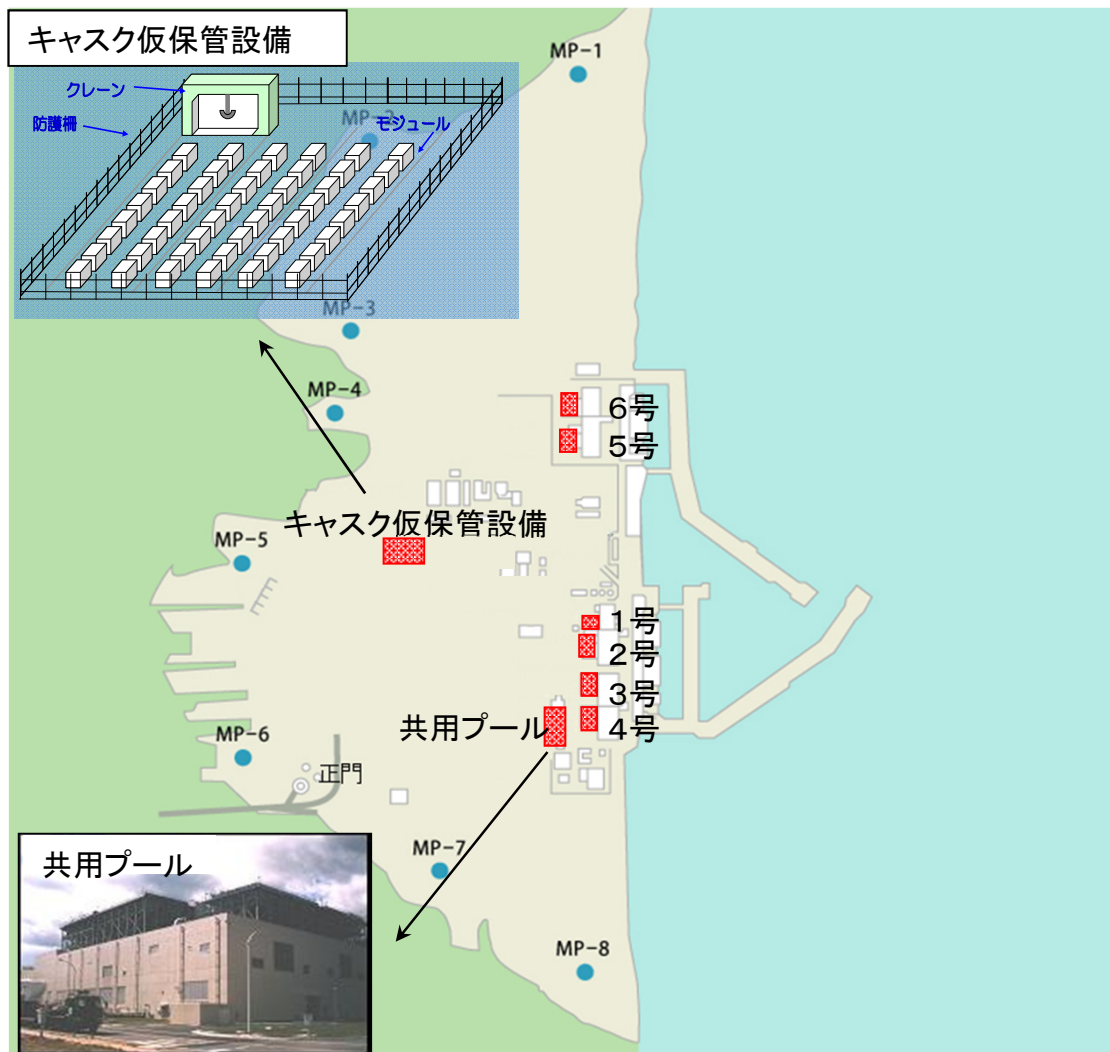 キャスク仮保管設備
MP-1
クレーン
防護柵
MP-2
モジュール
MP-3
MP-4
6号
5号
キャスク仮保管設備
MP-5
1号
2号
3号
共用プール
4号
MP-6
正門
MP-7
共用プール
MP-8